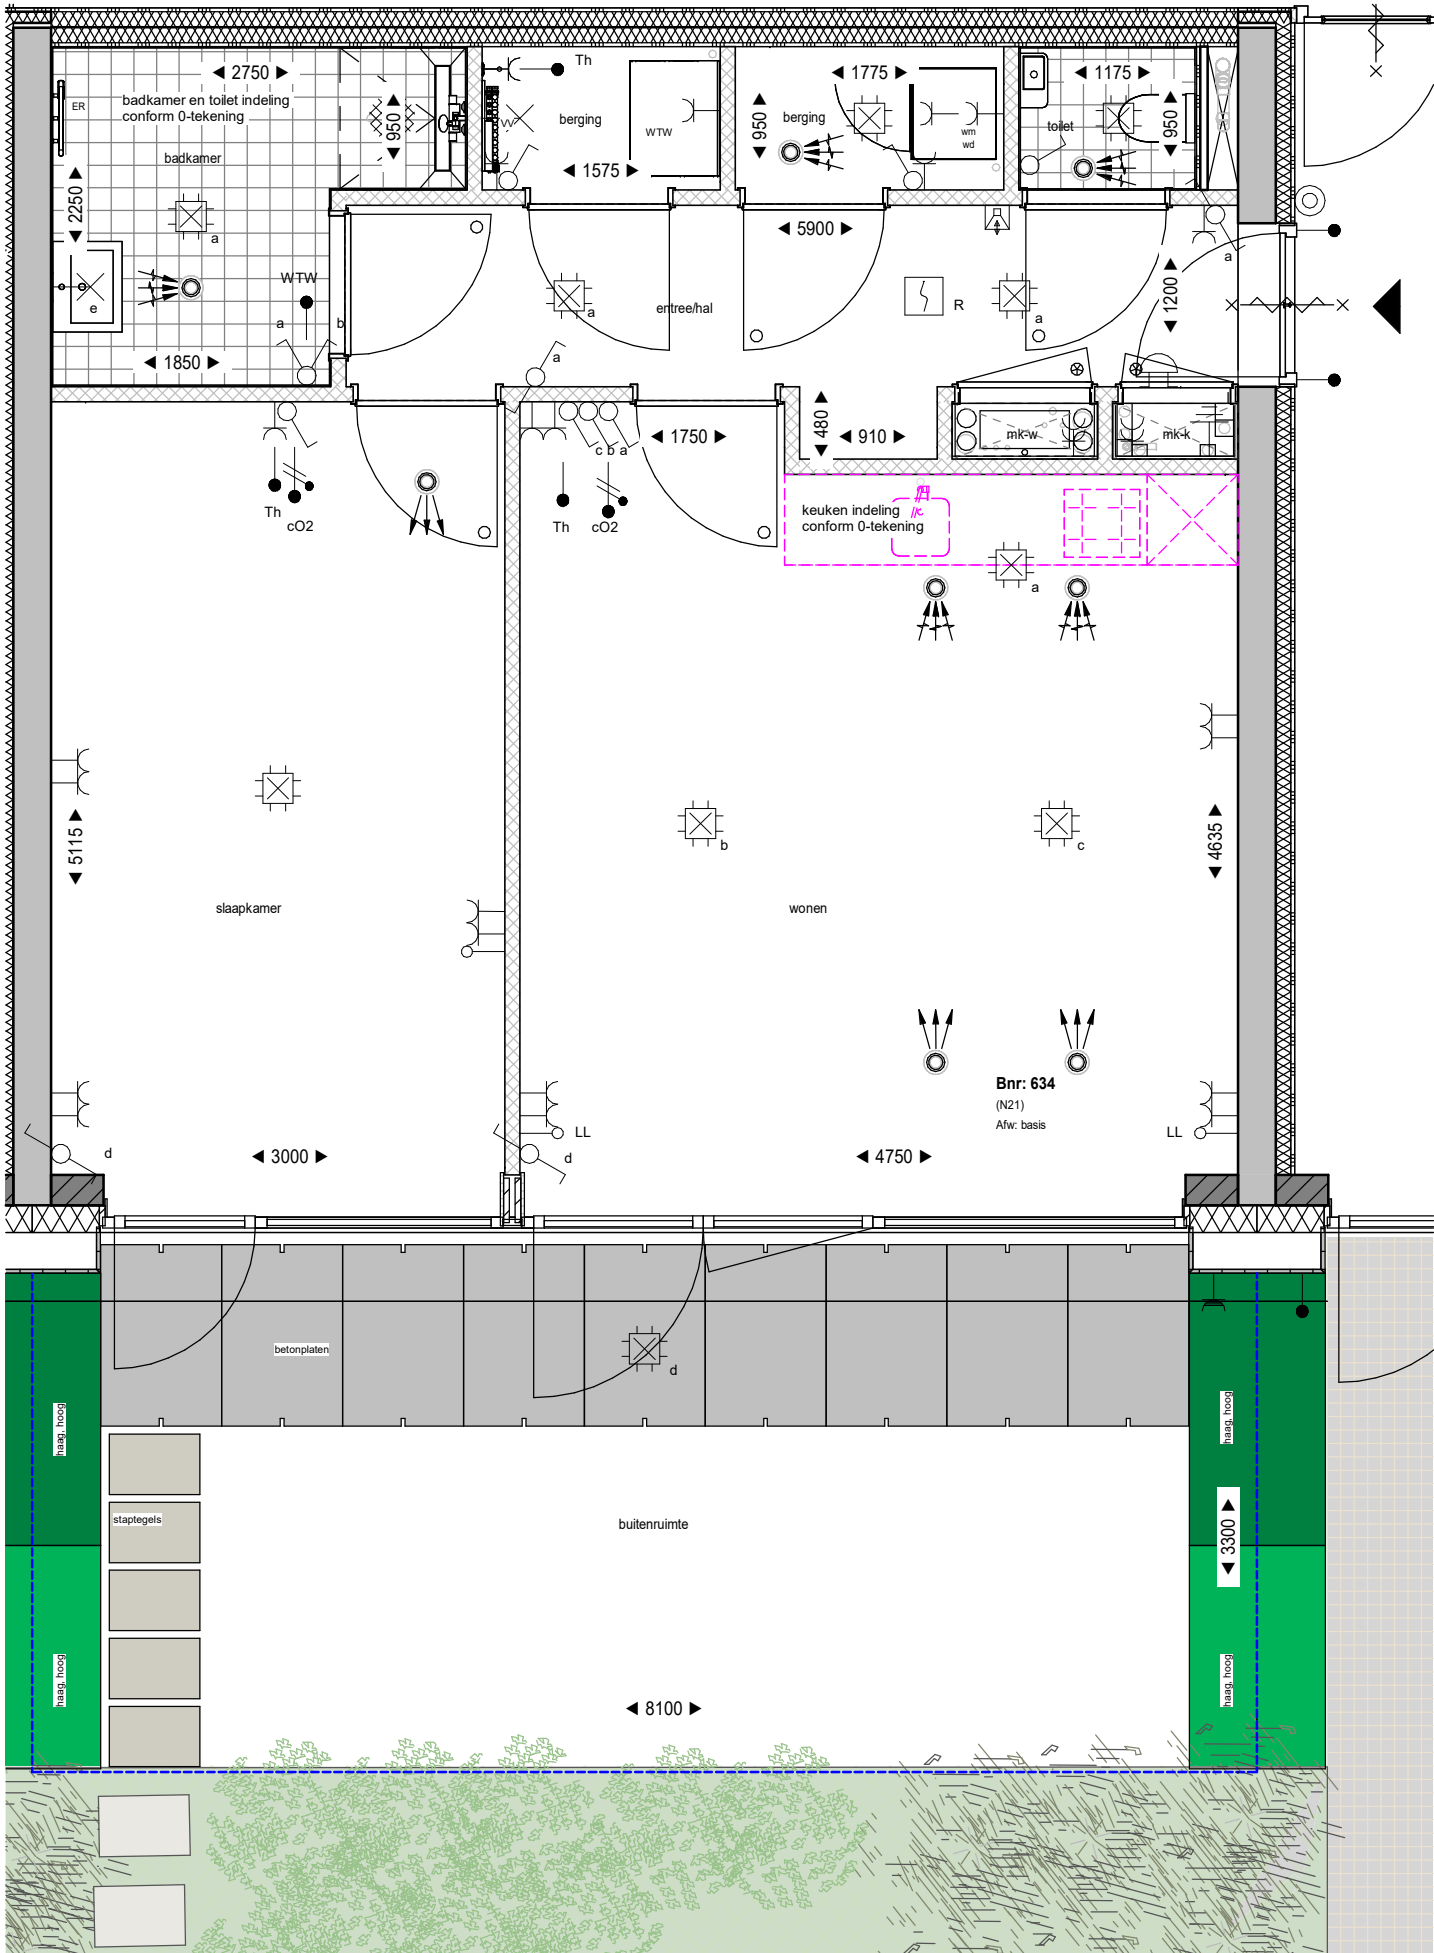 2750
badkamer en toilet indeling
conform 0-tekening
ER
badkamer
950
2250
a
e
WTW
a
b
1850
Th
VV
berging
WTW
1575
1775
950
berging
wm
wd
1175
toilet
950
5900
a
entree/hal
R
a
a
1200
a
480
910
mk-w
mk-k
1750
c b a
Th
cO2
Th
cO2
keuken indeling
conform 0-tekening
a
5115
slaapkamer
b
c
4635
wonen
Bnr: 634
(N21)
Afw: basis
LL
LL
d
d
3000
4750
betonplaten
d
haag, hoog
haag, hoog
staptegels
buitenruimte
3300
haag, hoog
haag, hoog
8100